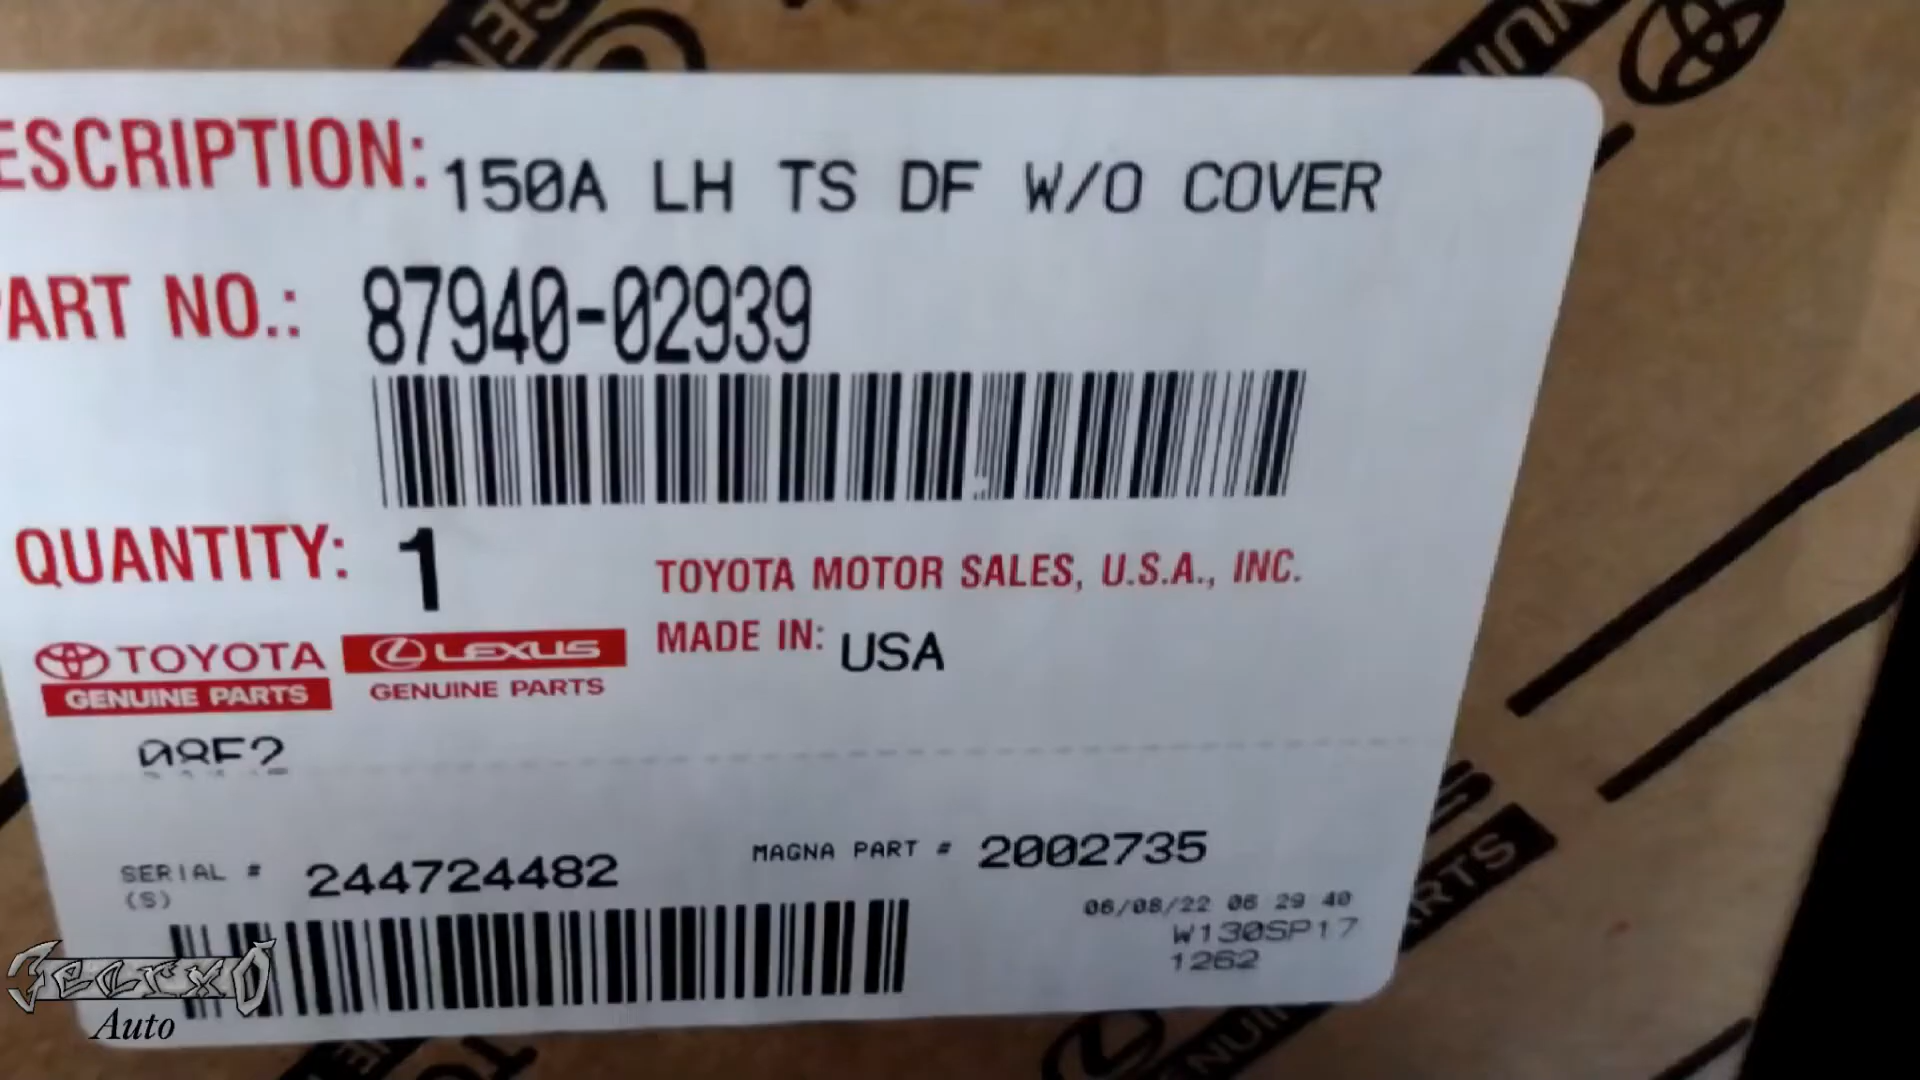 ESCRIPTION: 150A LH TS DF W/O COVER
PART NO.: 87940-02939
QUANTITY: 1
TOYOTA MOTOR SALES, U.S.A., INC.
MADE IN: USA
TOYOTA
GENUINE PARTS
LEXUS
GENUINE PARTS
SERIAL # 244724482
(S)
MAGNA PART # 2002735
06/08/22 06 29 40
W130SP17
1262
Auto
ARTS